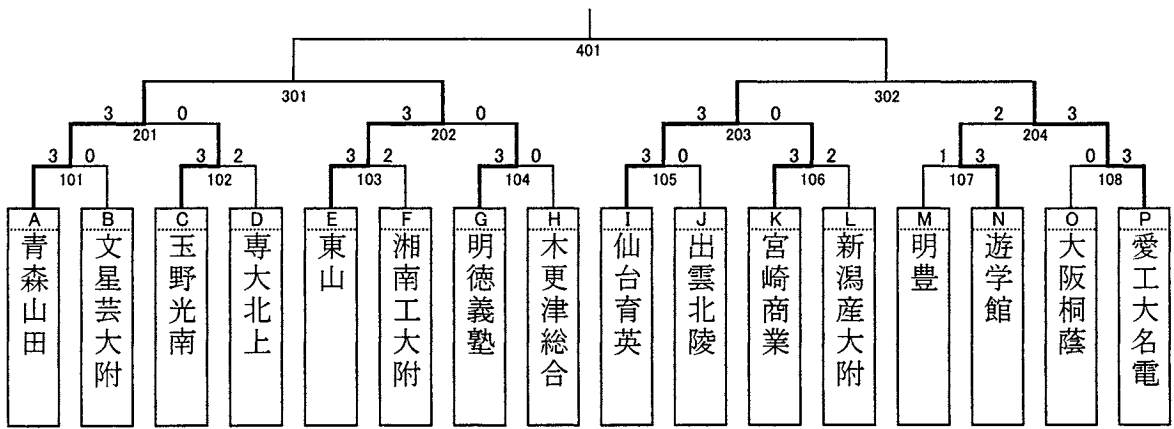 401
301 302
3 0 3 0 3 0 2 3
201 202 203 204
3 0 3 2 3 2 3 0 3 0 3 2 1 3 0 3
101 102 103 104 105 106 107 108
A B C D E F G H I J K L M N O P
青森山田
文星芸大附
玉野光南
専大北上
東山
湘南工大附
明徳義塾
木更津総合
仙台育英
出雲北陵
宮崎商業
新潟産大附
明豊
遊学館
大阪桐蔭
愛工大名電